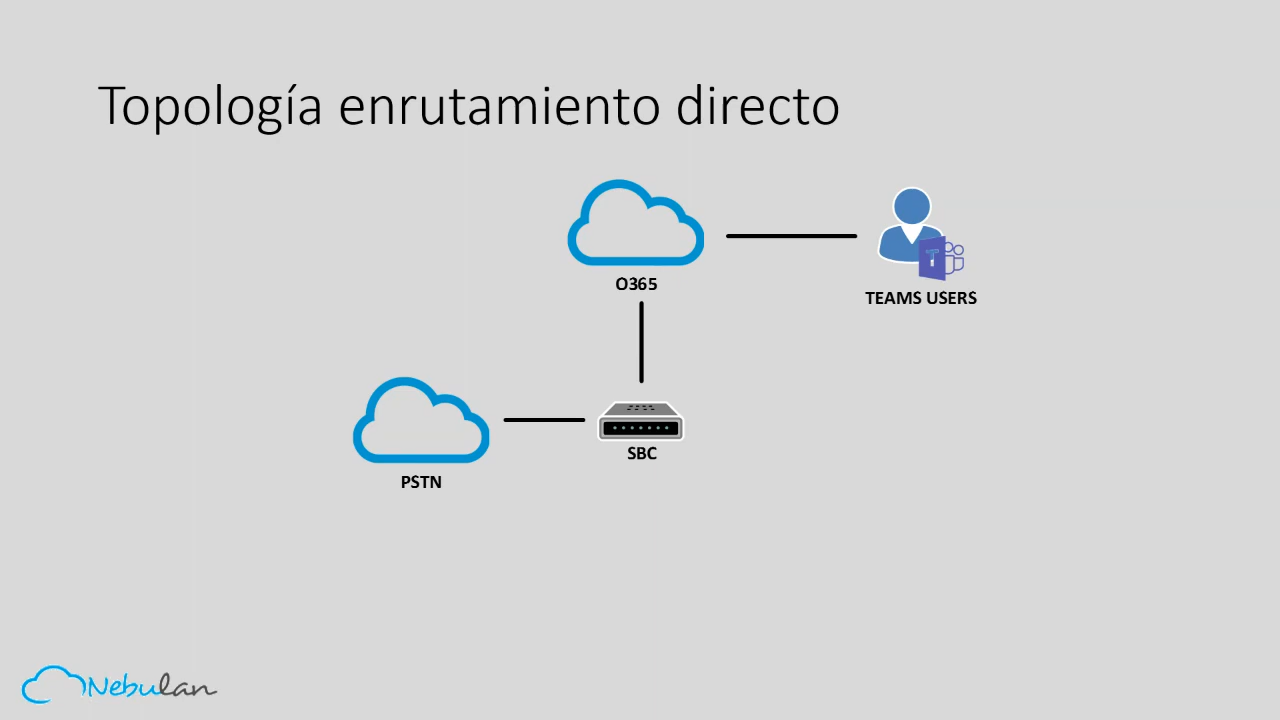 Topología enrutamiento directo
O365
TEAMS USERS
SBC
PSTN
Nebulan